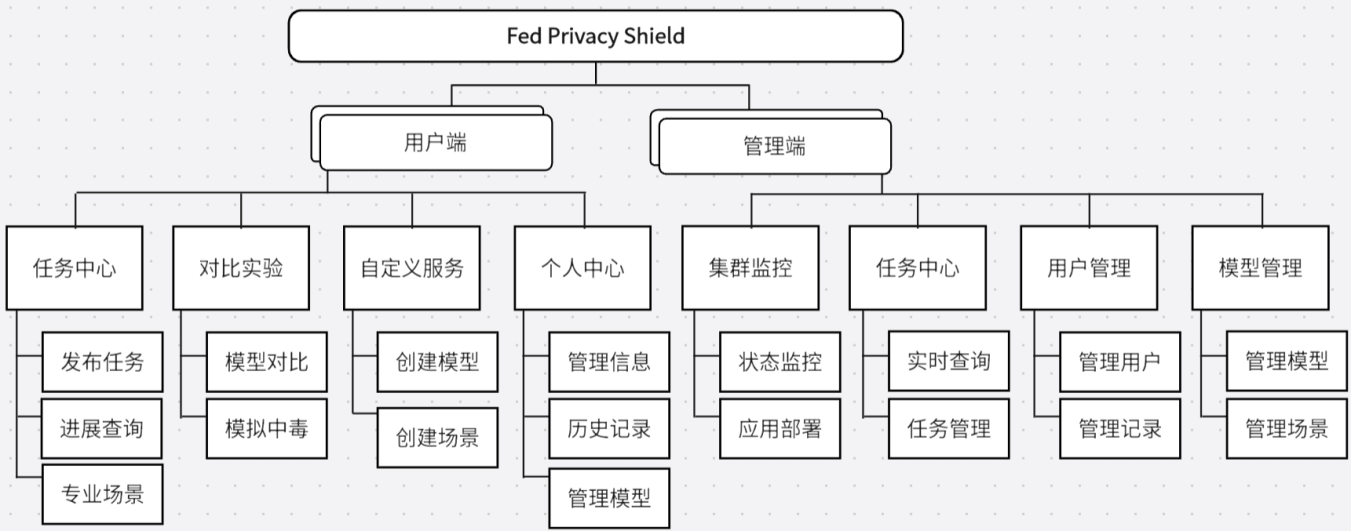 Fed Privacy Shield
用户端
管理端
任务中心
对比实验
自定义服务
个人中心
集群监控
任务中心
用户管理
模型管理
发布任务
模型对比
创建模型
管理信息
状态监控
实时查询
管理用户
管理模型
进展查询
模拟中毒
创建场景
历史记录
应用部署
任务管理
管理记录
管理场景
专业场景
管理模型